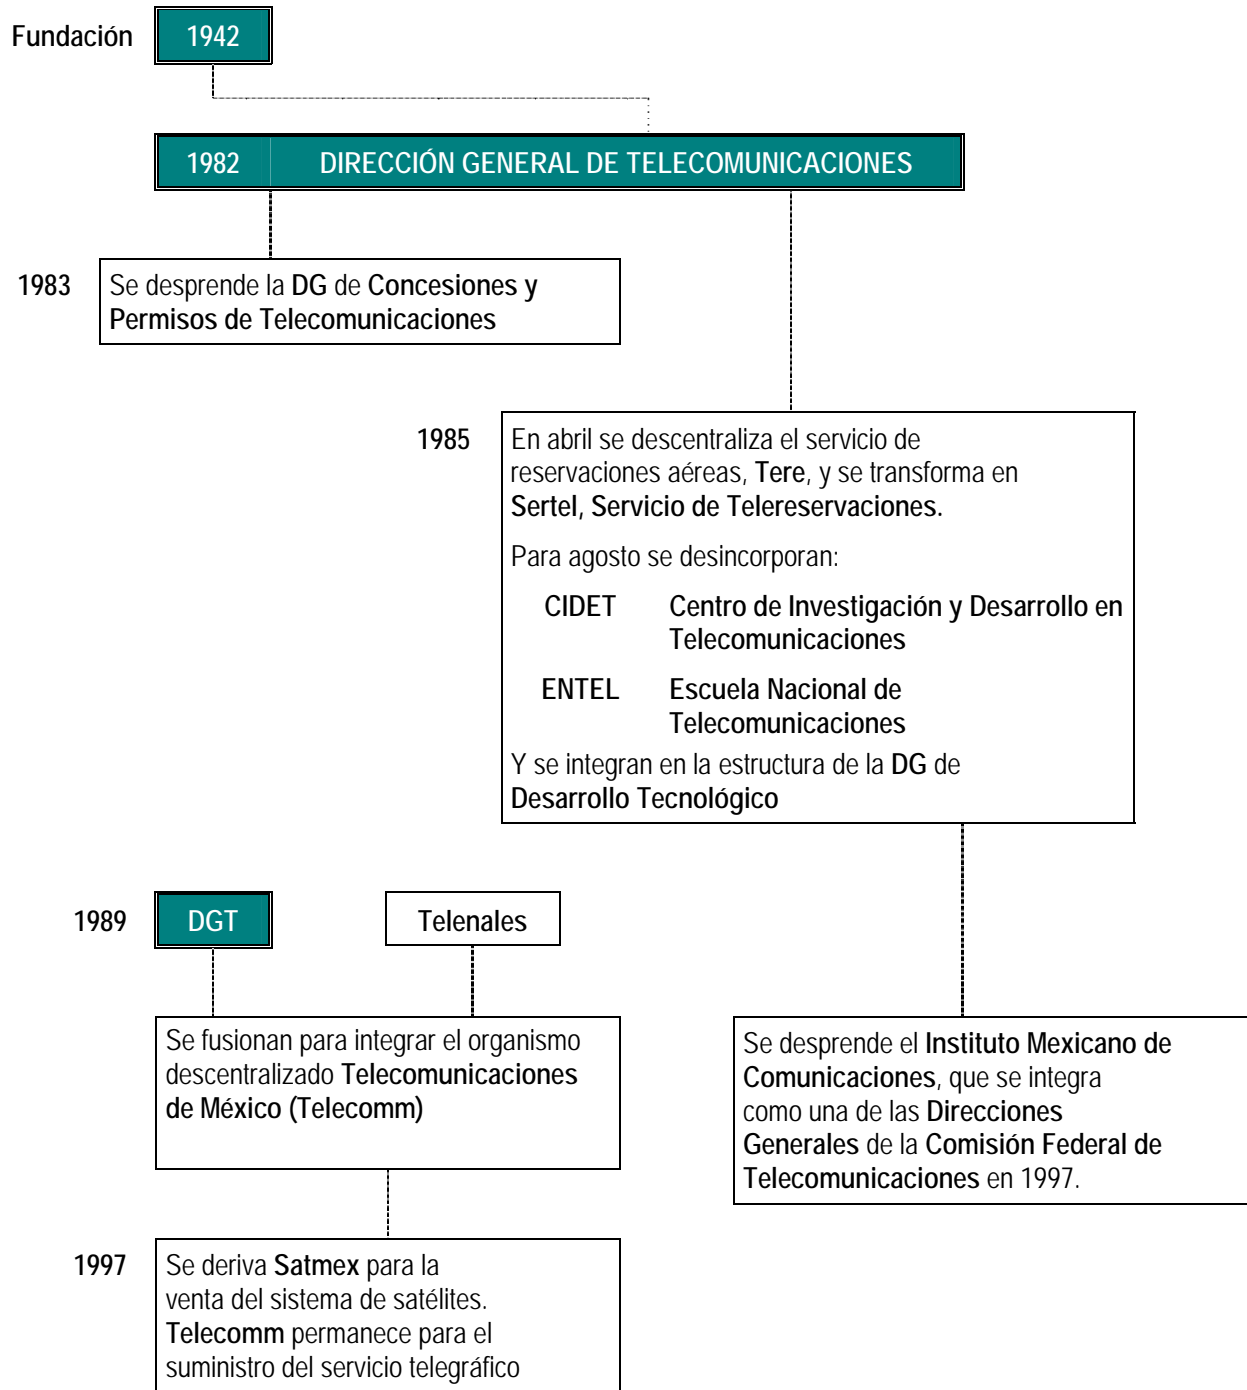 Fundación 1942
1982 DIRECCIÓN GENERAL DE TELECOMUNICACIONES
1983
Se desprende la DG de Concesiones y
Permisos de Telecomunicaciones
1985
En abril se descentraliza el servicio de
reservaciones aéreas, Tere, y se transforma en
Sertel, Servicio de Telereservaciones.
Para agosto se desincorporan:
CIDET Centro de Investigación y Desarrollo en
Telecomunicaciones
ENTEL Escuela Nacional de
Telecomunicaciones
Y se integran en la estructura de la DG de
Desarrollo Tecnológico
1989 DGT Telenales
Se fusionan para integrar el organismo
descentralizado Telecomunicaciones
de México (Telecomm)
Se desprende el Instituto Mexicano de
Comunicaciones, que se integra
como una de las Direcciones
Generales de la Comisión Federal de
Telecomunicaciones en 1997.
1997
Se deriva Satmex para la
venta del sistema de satélites.
Telecomm permanece para el
suministro del servicio telegráfico